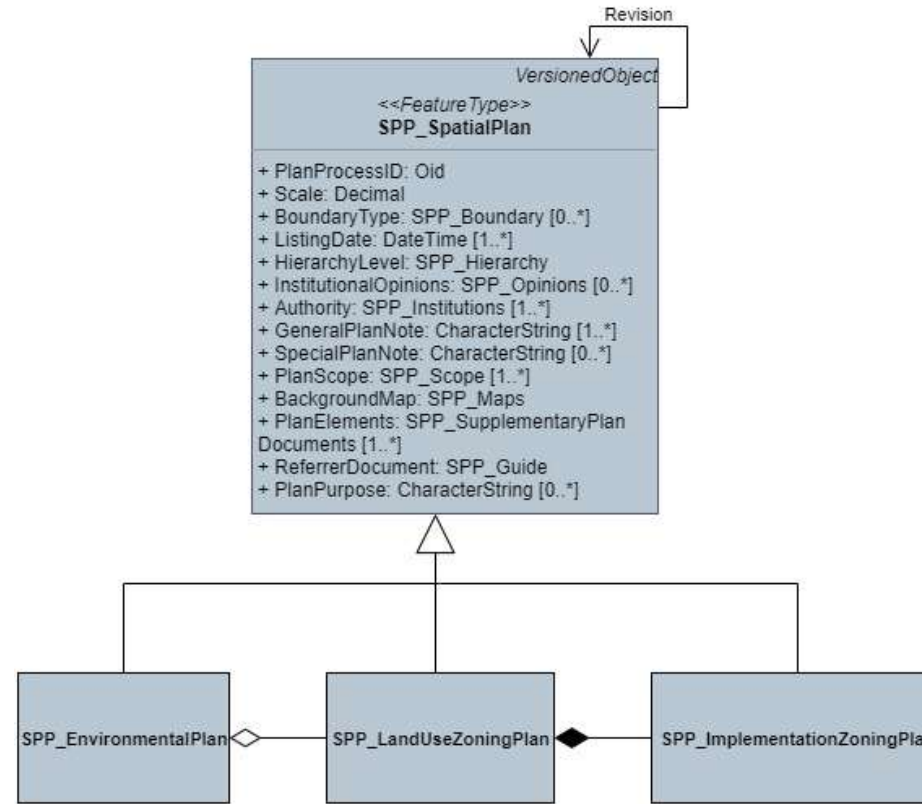 Revision
VersionedObject
<<FeatureType>>
SPP_SpatialPlan
+ PlanProcessID: Oid
+ Scale: Decimal
+ BoundaryType: SPP_Boundary [0..*]
+ ListingDate: DateTime [1..*]
+ HierarchyLevel: SPP_Hierarchy
+ InstitutionalOpinions: SPP_Opinions [0..*]
+ Authority: SPP_Institutions [1..*]
+ GeneralPlanNote: CharacterString [1..*]
+ SpecialPlanNote: CharacterString [0..*]
+ PlanScope: SPP_Scope [1..*]
+ BackgroundMap: SPP_Maps
+ PlanElements: SPP_SupplementaryPlan
Documents [1..*]
+ ReferrerDocument: SPP_Guide
+ PlanPurpose: CharacterString [0..*]
SPP_EnvironmentalPlan SPP_LandUseZoningPlan SPP_ImplementationZoningPla